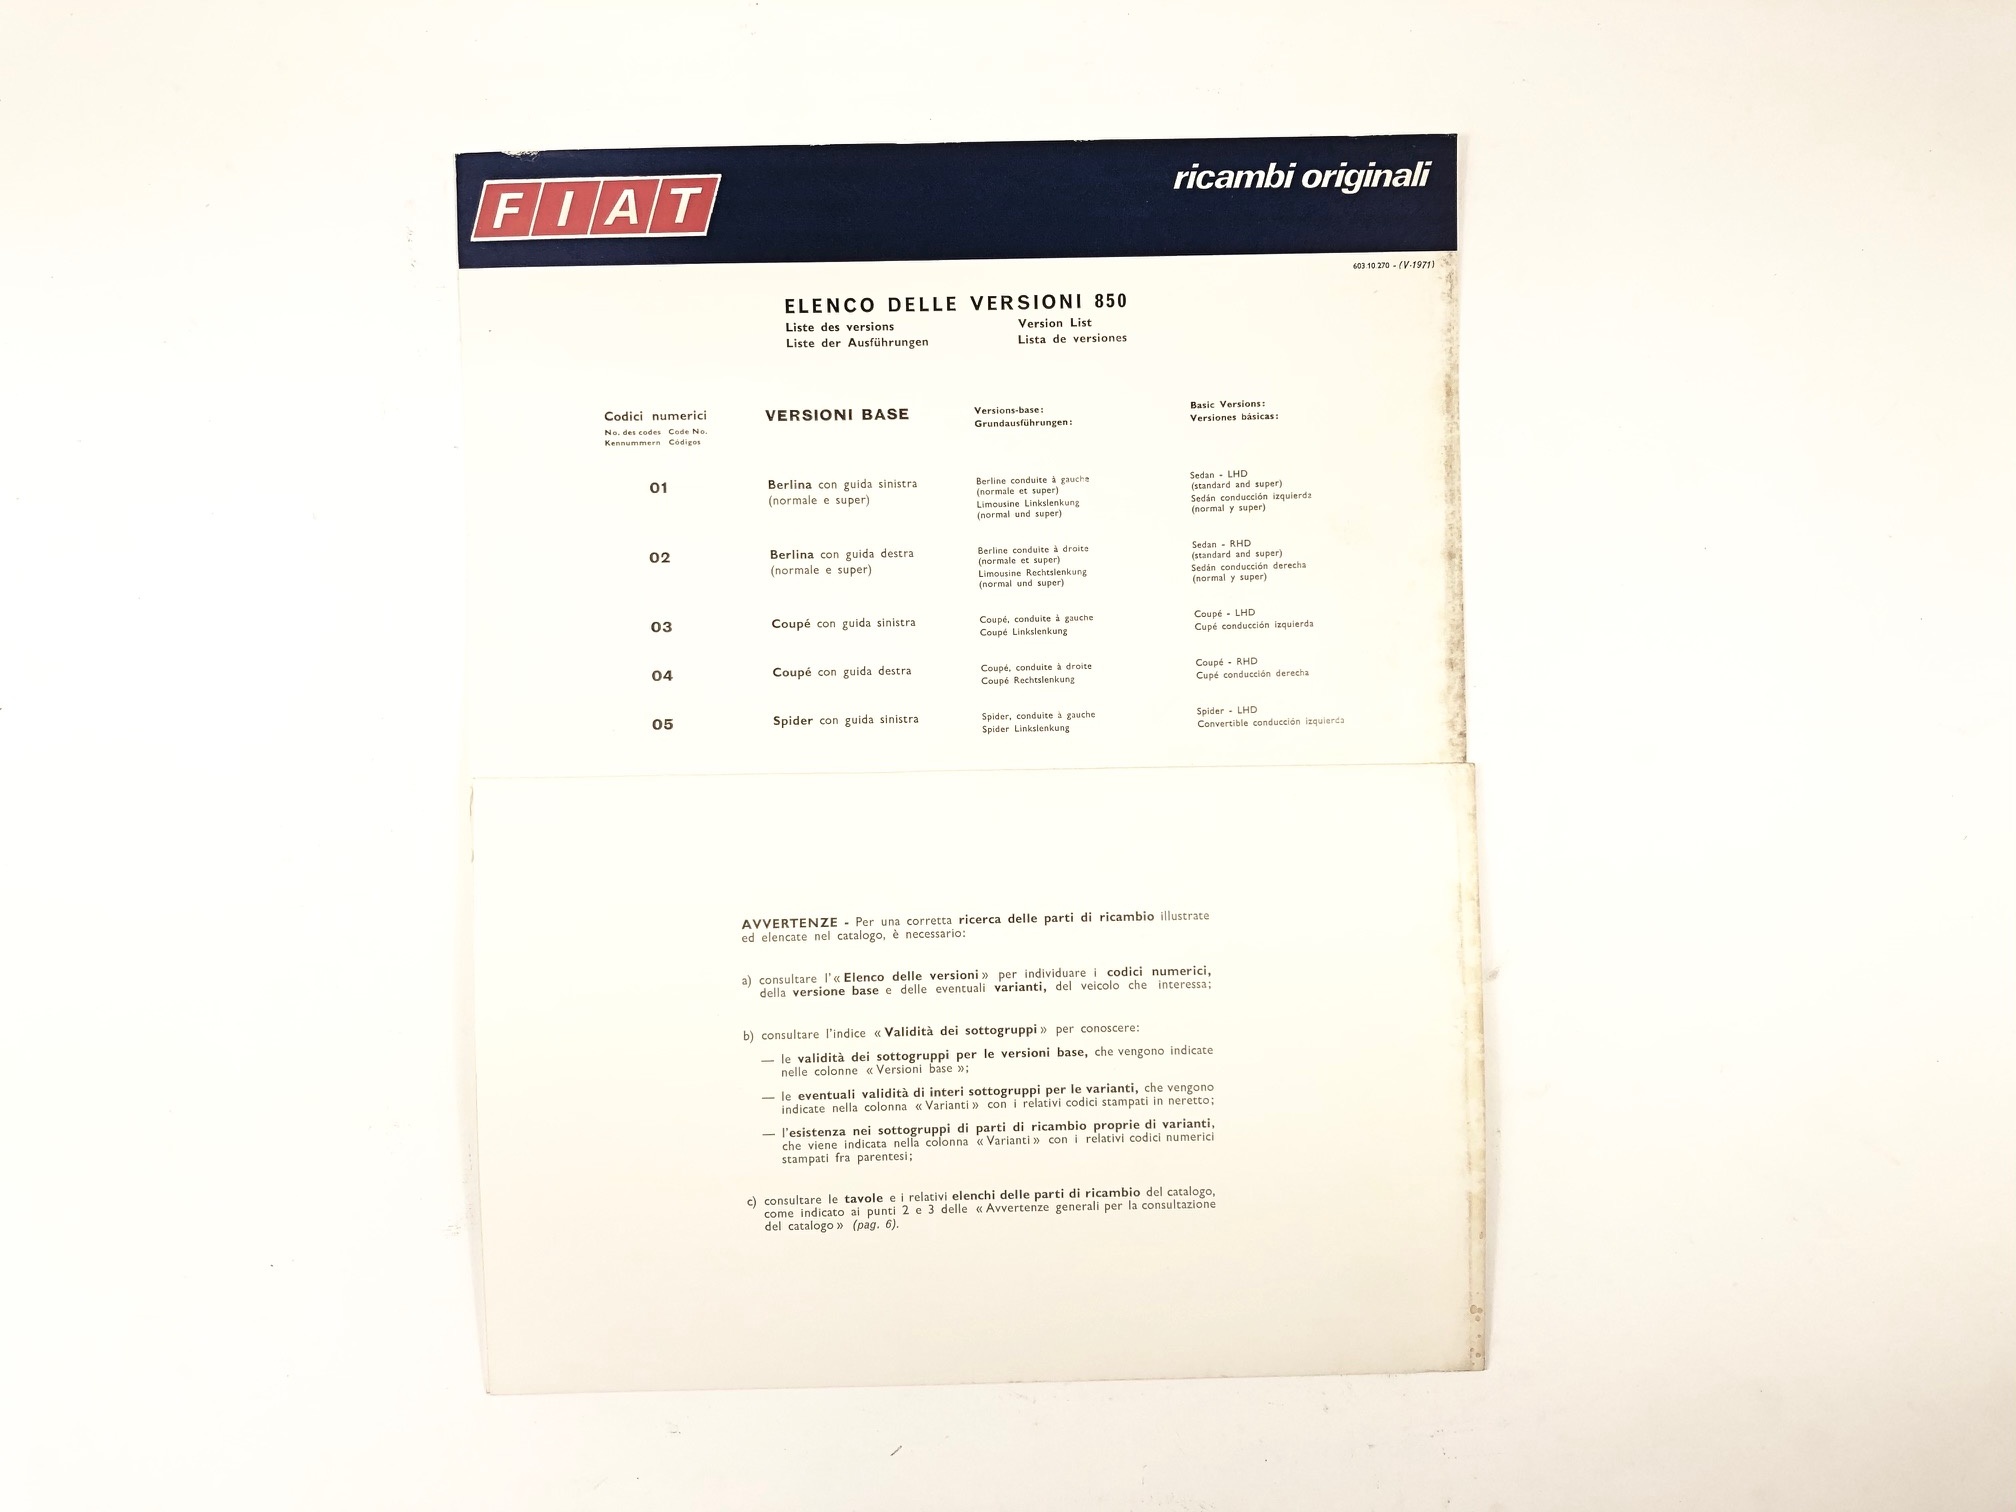 FIAT
ricambi originali
603.10.270 - (V-1971)
ELENCO DELLE VERSIONI 850
Liste des versions
Version List
Liste der Ausführungen
Lista de versiones
Codici numerici
No. des codes Code No.
Kennummern Códigos
VERSIONI BASE
Versions-base:
Grundausführungen:
Basic Versions:
Versiones básicas:
01
Berlina con guida sinistra
(normale e super)
Berline conduite à gauche
(normale et super)
Limousine Linkslenkung
(normal und super)
Sedan - LHD
(standard and super)
Sedán conducción izquierda
(normal y super)
02
Berlina con guida destra
(normale e super)
Berline conduite à droite
(normale et super)
Limousine Rechtslenkung
(normal und super)
Sedan - RHD
(standard and super)
Sedán conducción derecha
(normal y super)
03
Coupé con guida sinistra
Coupé, conduite à gauche
Coupé Linkslenkung
Coupé - LHD
Cupé conducción izquierda
04
Coupé con guida destra
Coupé, conduite à droite
Coupé Rechtslenkung
Coupé - RHD
Cupé conducción derecha
05
Spider con guida sinistra
Spider, conduite à gauche
Spider Linkslenkung
Spider - LHD
Convertible conducción izquierda
AVVERTENZE - Per una corretta ricerca delle parti di ricambio illustrate
ed elencate nel catalogo, è necessario:
a) consultare l'« Elenco delle versioni » per individuare i codici numerici,
della versione base e delle eventuali varianti, del veicolo che interessa;
b) consultare l'indice « Validità dei sottogruppi » per conoscere:
— le validità dei sottogruppi per le versioni base, che vengono indicate
nelle colonne « Versioni base »;
— le eventuali validità di interi sottogruppi per le varianti, che vengono
indicate nella colonna « Varianti » con i relativi codici stampati in neretto;
— l'esistenza nei sottogruppi di parti di ricambio proprie di varianti,
che viene indicata nella colonna « Varianti » con i relativi codici numerici
stampati fra parentesi;
c) consultare le tavole e i relativi elenchi delle parti di ricambio del catalogo,
come indicato ai punti 2 e 3 delle « Avvertenze generali per la consultazione
del catalogo » (pag. 6).